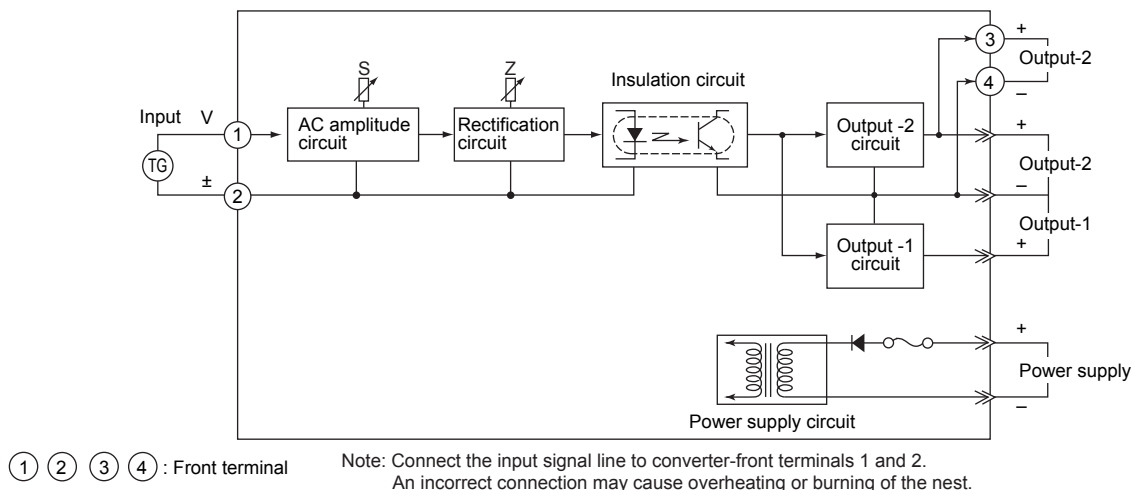 S
Z
Insulation circuit
3
+
Output-2
4
–
Input
V
1
AC amplitude
circuit
Rectification
circuit
Output -2
circuit
+
Output-2
–
TG
±
2
Output-1
+
Output -1
circuit
+
Power supply
–
Power supply circuit
1 2 3 4 : Front terminal
Note: Connect the input signal line to converter-front terminals 1 and 2.
An incorrect connection may cause overheating or burning of the nest.